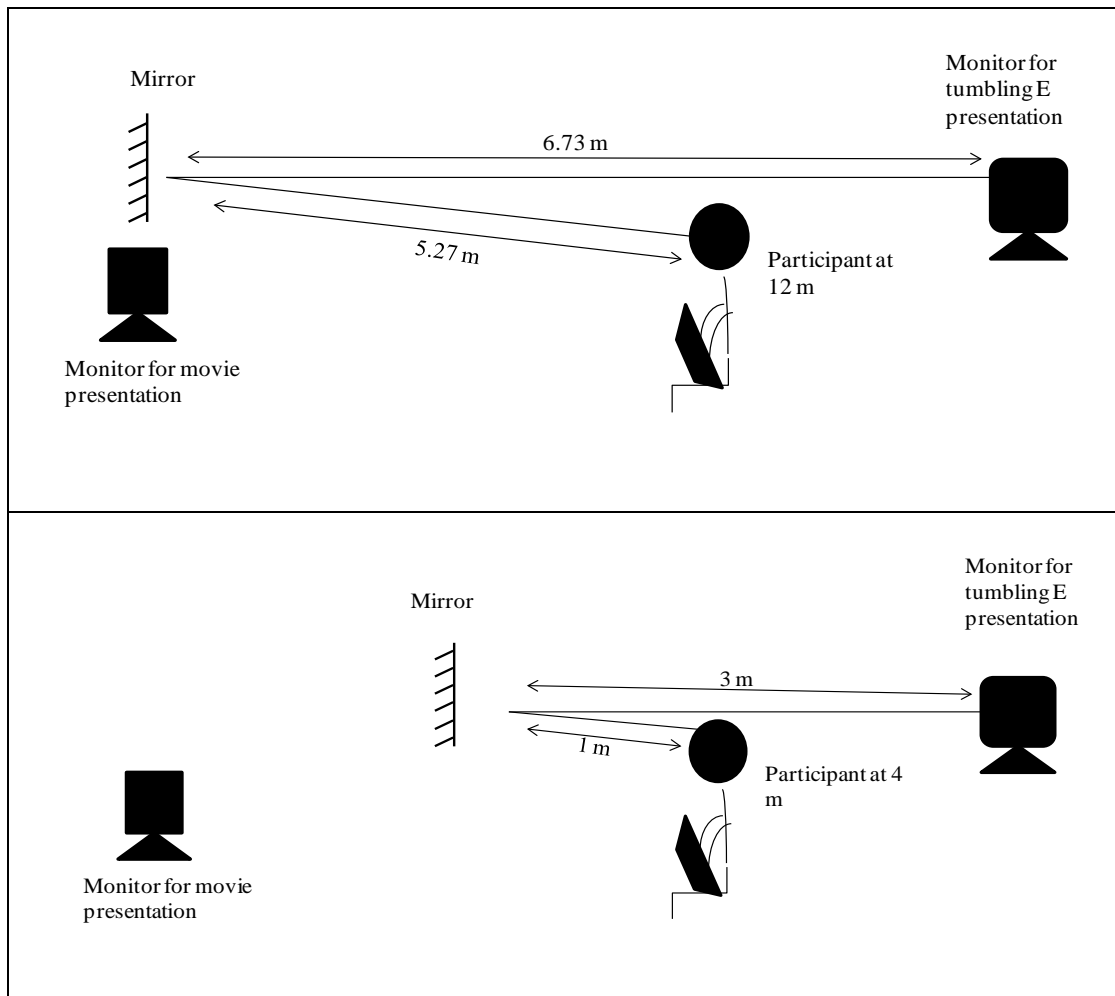 Mirror
Monitor for
tumbling E
presentation
6.73 m
5.27 m
Participant at
12 m
Monitor for movie
presentation
Monitor for
tumbling E
presentation
Mirror
3 m
1 m
Participant at 4
m
Monitor for movie
presentation